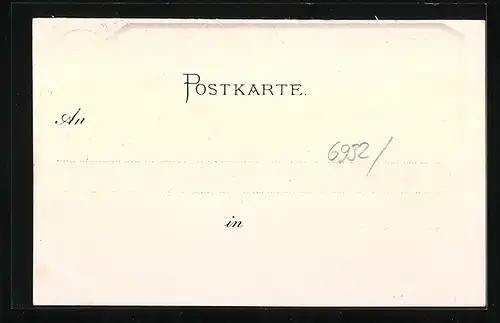 POSTKARTE.
An
6932/
in